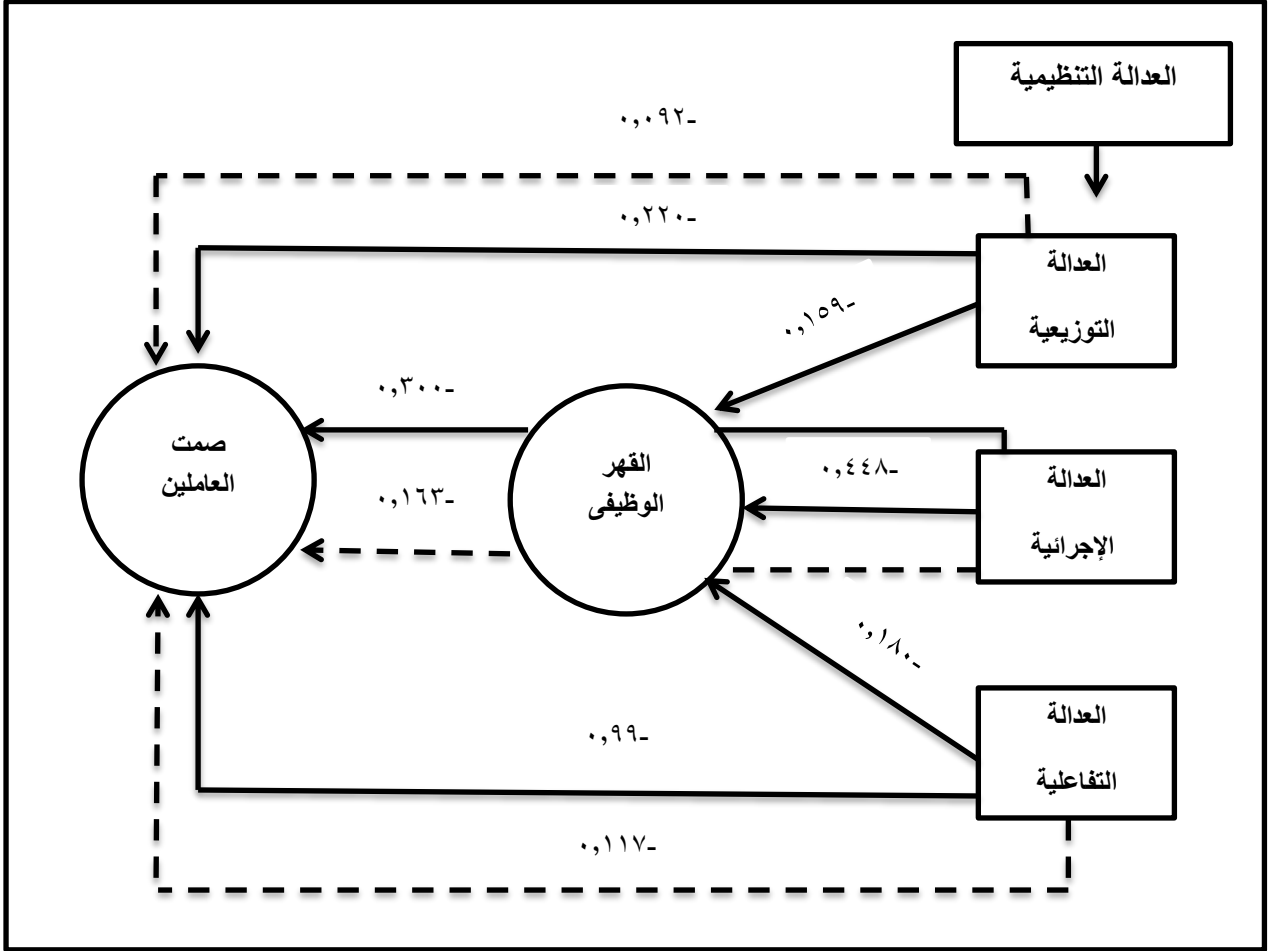 العدالة التنظيمية
٠,٠٩٢-
٠,٢٢٠-
العدالة
التوزيعية
٠,١٥٩-
٠,٣٠٠-
صمت
العاملين
القهر
الوظيفى
٠,٤٤٨-
العدالة
الإجرائية
٠,١٦٣-
٠,١٨٠-
العدالة
التفاعلية
٠,٩٩-
٠,١١٧-